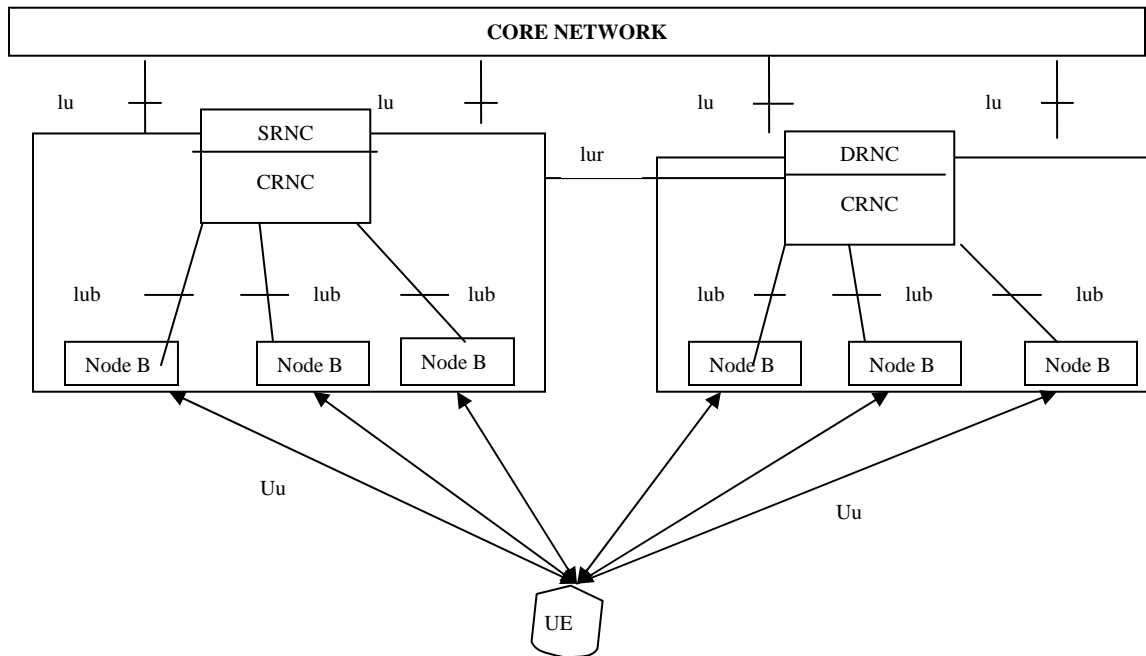 CORE NETWORK
lu
lu
lu
lu
SRNC
CRNC
lur
DRNC
CRNC
lub
lub
lub
lub
lub
lub
Node B
Node B
Node B
Node B
Node B
Node B
Uu
Uu
UE